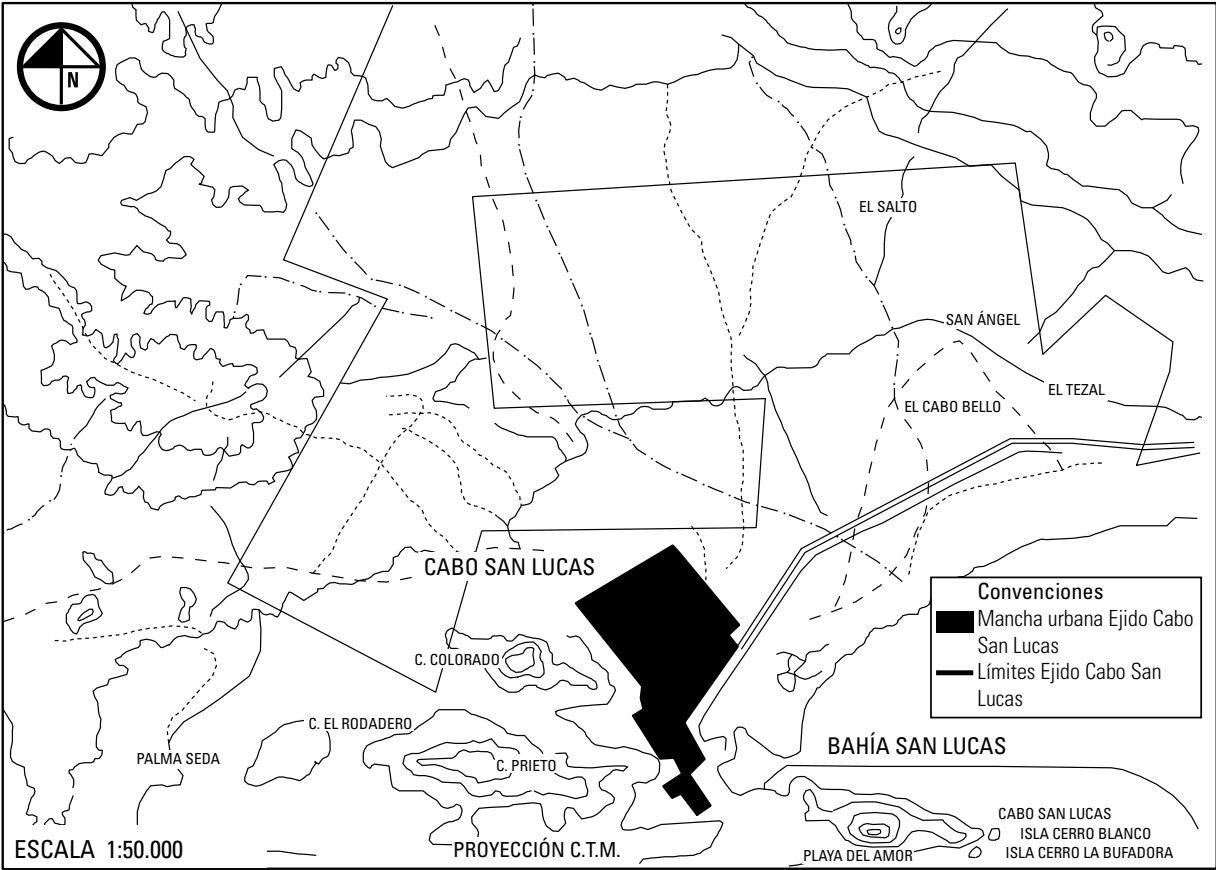 N
EL SALTO
SAN ÁNGEL
EL TEZAL
EL CABO BELLO
CABO SAN LUCAS
Convenciones
Mancha urbana Ejido Cabo
San Lucas
Límites Ejido Cabo San
Lucas
C. COLORADO
C. EL RODADERO
PALMA SEDA
C. PRIETO
BAHÍA SAN LUCAS
CABO SAN LUCAS
ISLA CERRO BLANCO
ISLA CERRO LA BUFADORA
PLAYA DEL AMOR
ESCALA 1:50.000
PROYECCIÓN C.T.M.